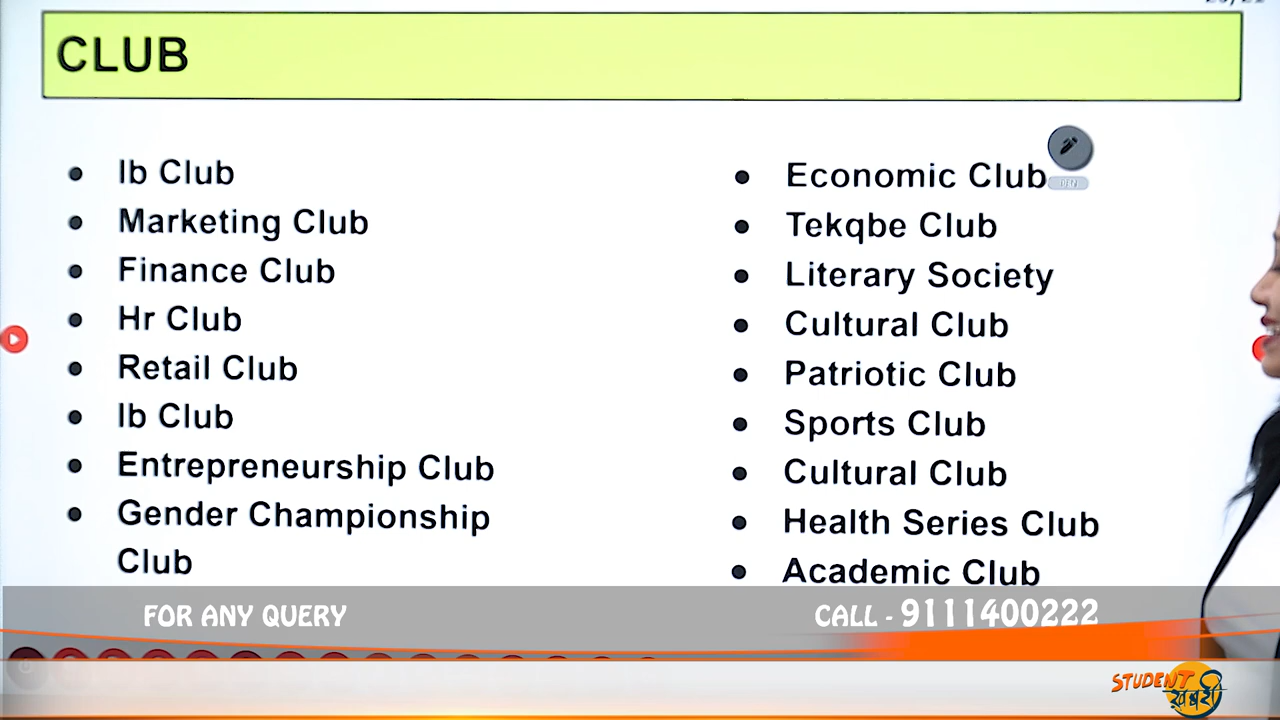 CLUB
Ib Club
Marketing Club
Finance Club
Hr Club
Retail Club
Ib Club
Entrepreneurship Club
Gender Championship
Club
Economic Club
PEN
Tekqbe Club
Literary Society
Cultural Club
Patriotic Club
Sports Club
Cultural Club
Health Series Club
Academic Club
FOR ANY QUERY
CALL - 9111400222
STUDENT
खबरी